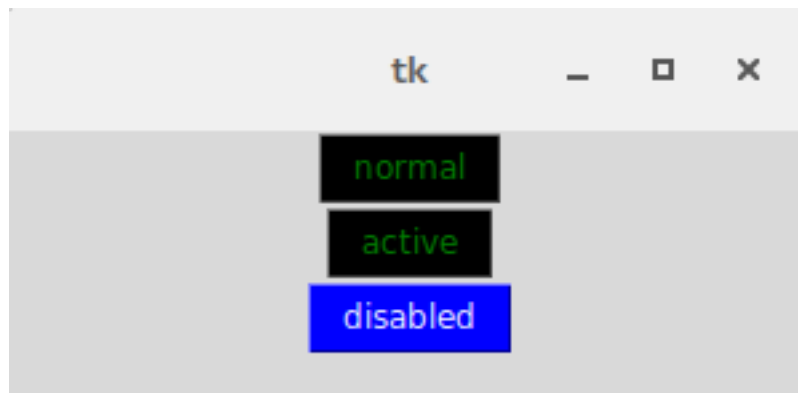 tk
normal
active
disabled